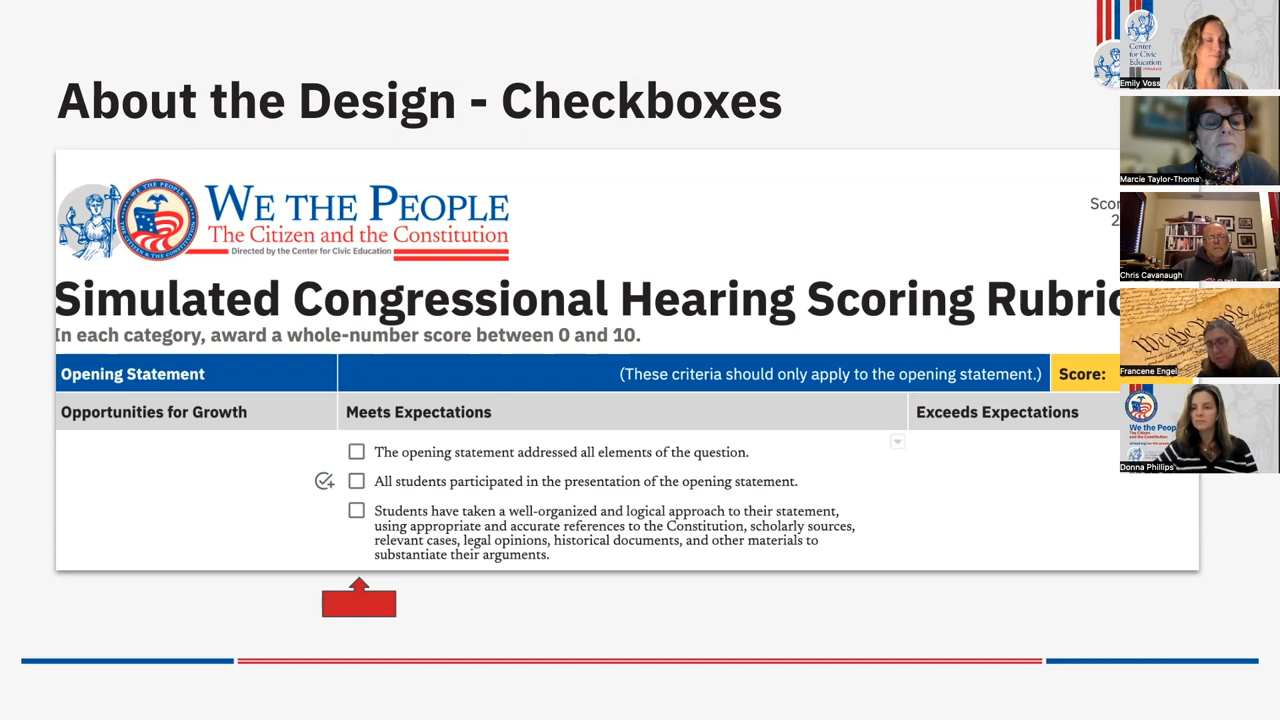 About the Design - Checkboxes
WE THE PEOPLE
The Citizen and the Constitution
Directed by the Center for Civic Education
Simulated Congressional Hearing Scoring Rubric
In each category, award a whole-number score between 0 and 10.
Opening Statement
(These criteria should only apply to the opening statement.)
Score:
Opportunities for Growth
Meets Expectations
Exceeds Expectations
The opening statement addressed all elements of the question.
All students participated in the presentation of the opening statement.
Students have taken a well-organized and logical approach to their statement,
using appropriate and accurate references to the Constitution, scholarly sources,
relevant cases, legal opinions, historical documents, and other materials to
substantiate their arguments.
Center
for Civic
Education
Emily Voss
Marcie Taylor-Thoma
Chris Cavanaugh
We the People
Francene Engel
We the Peop
Donna Phillips